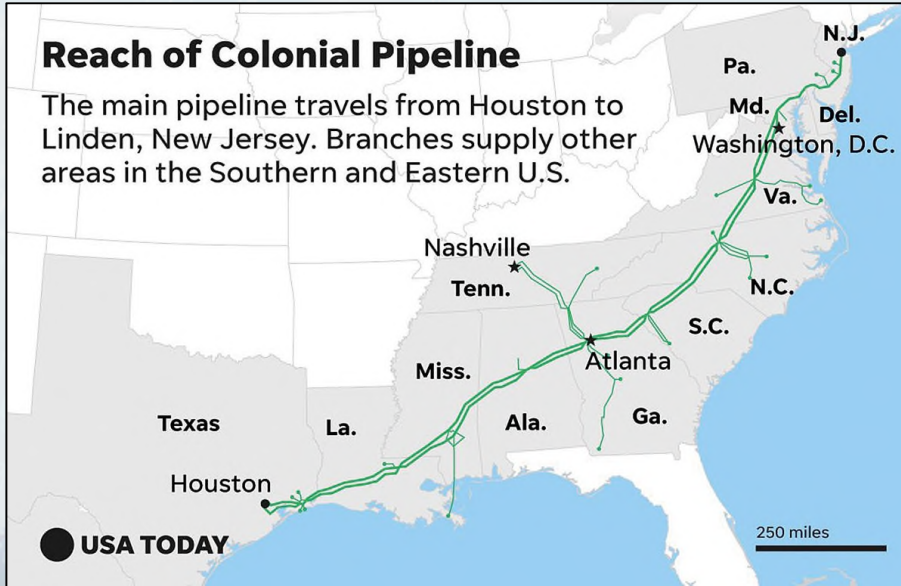 Reach of Colonial Pipeline
The main pipeline travels from Houston to
Linden, New Jersey. Branches supply other
areas in the Southern and Eastern U.S.
N.J.
Pa.
Md.
Del.
Washington, D.C.
Va.
Nashville
Tenn.
N.C.
S.C.
Atlanta
Miss.
Ala.
Ga.
Texas
La.
Houston
250 miles
USA TODAY